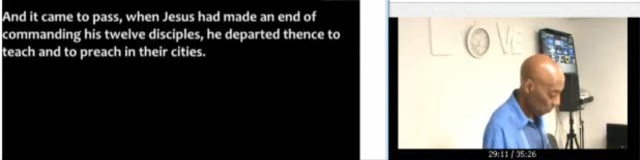 And it came to pass, when Jesus had made an end of
commanding his twelve disciples, he departed thence to
teach and to preach in their cities.
LOVE
29:11 / 35:26